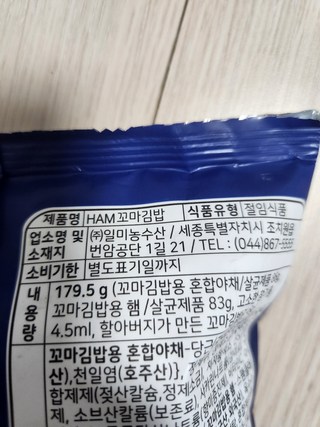 제품명 HAM꼬마김밥 식품유형 절임식품
업소명 및 소재지 ㈜일미농수산 / 세종특별자치시 조치원읍
번암공단 1길 21 / TEL : (044)867-
소비기한 별도표기일까지
내용량 179.5 g (꼬마김밥용 혼합야채/살균제품
꼬마김밥용 햄 /살균제품 83g, 고소한
4.5ml, 할아버지가 만든 꼬마김밥
꼬마김밥용 혼합야채-당근
산), 천일염(호주산)},
합제제(젖산칼슘, 정제
제, 소브산칼륨(보존료)